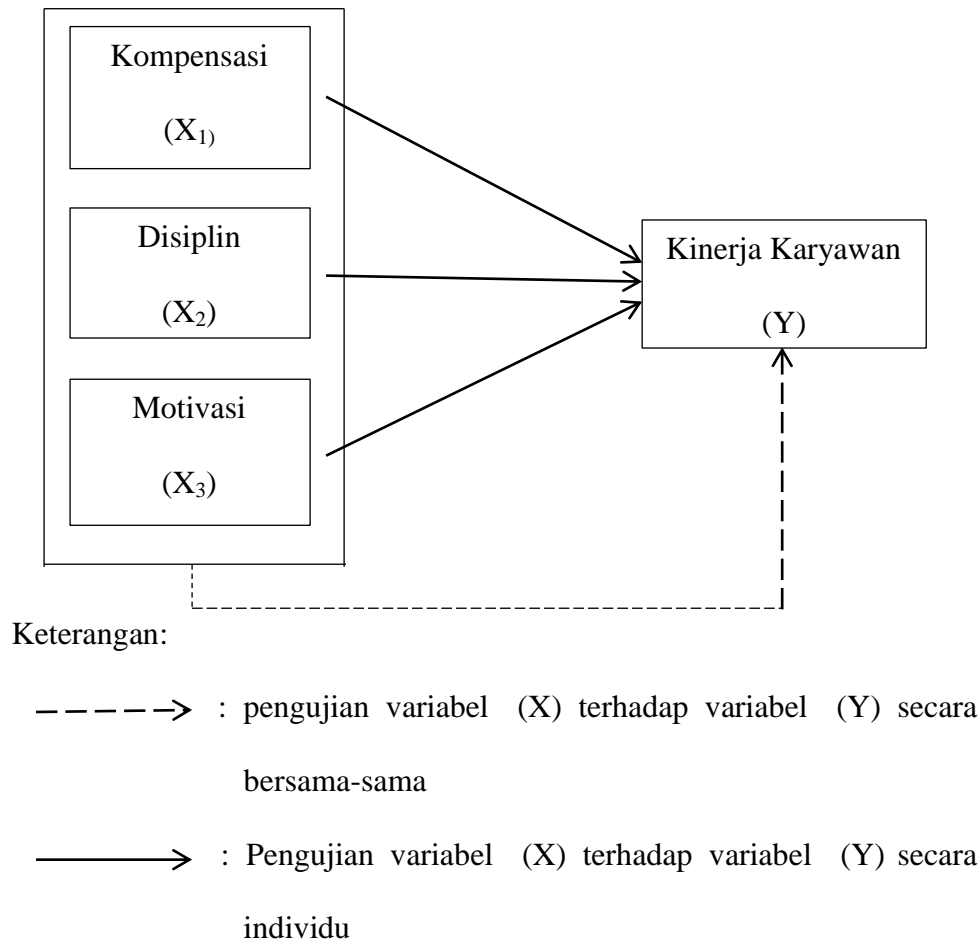 Kompensasi
(X₁₎
Disiplin
(X₂)
Motivasi
(X₃)
Kinerja Karyawan
(Y)
Keterangan:
: pengujian variabel (X) terhadap variabel (Y) secara
bersama-sama
: Pengujian variabel (X) terhadap variabel (Y) secara
individu